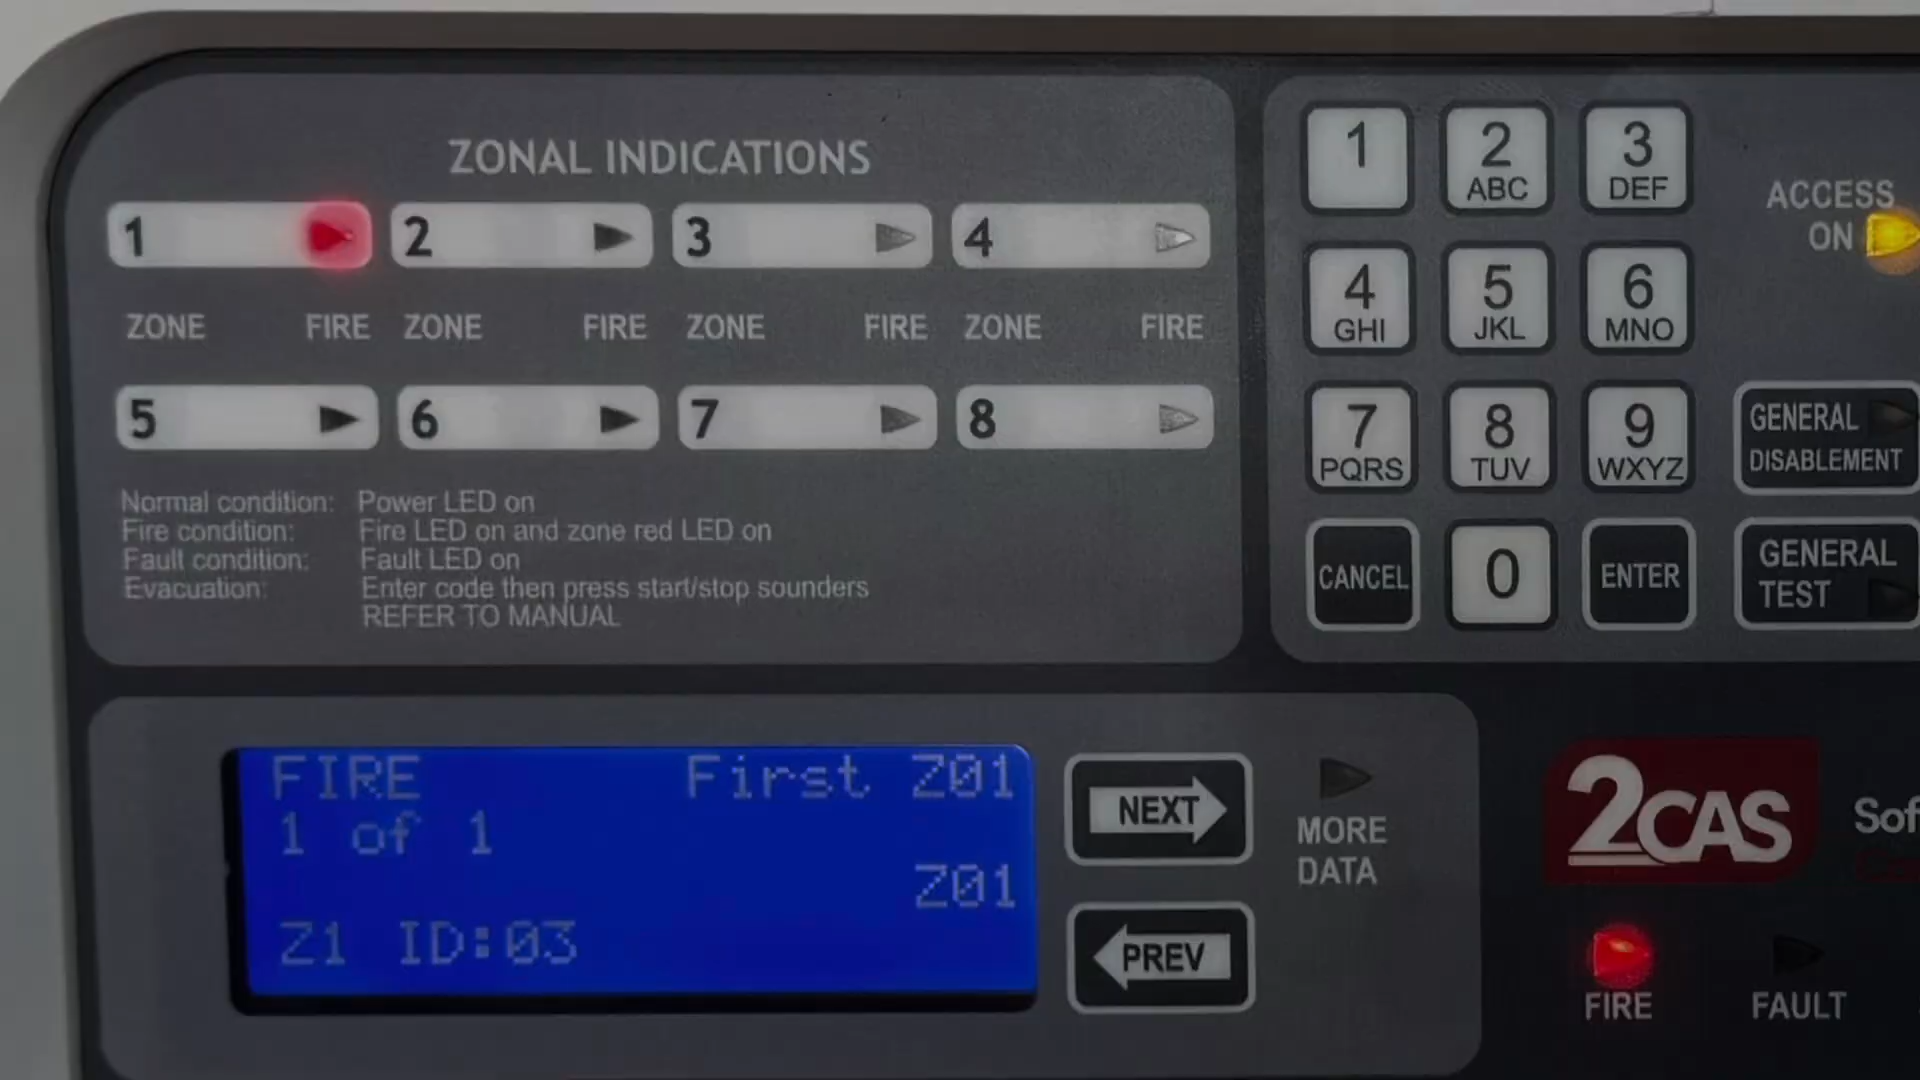 ZONAL INDICATIONS
1 2 3 4
ZONE FIRE ZONE FIRE ZONE FIRE ZONE FIRE
5 6 7 8
Normal condition: Power LED on
Fire condition: Fire LED on and zone red LED on
Fault condition: Fault LED on
Evacuation: Enter code then press start/stop sounders
REFER TO MANUAL
1 2 3
ABC DEF
4 5 6
GHI JKL MNO
7 8 9
PQRS TUV WXYZ
CANCEL 0 ENTER
ACCESS
ON
GENERAL
DISABLEMENT
GENERAL
TEST
FIRE First Z01
1 of 1
Z01
Z1 ID:03
NEXT
PREV
MORE
DATA
2CAS
Sof
FIRE FAULT